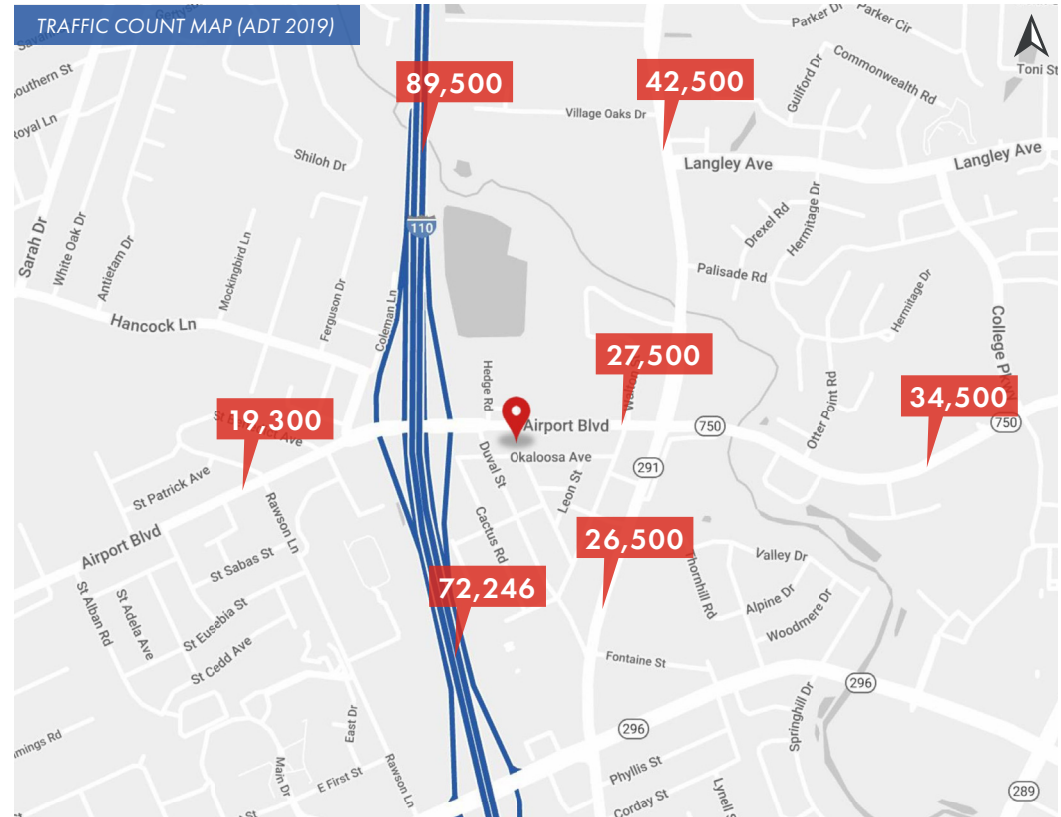 TRAFFIC COUNT MAP (ADT 2019)
Parker Dr
Parker Cir
Southern St
Toni St
Guilford Dr
Commonwealth Rd
89,500
42,500
Village Oaks Dr
Royal Ln
Shiloh Dr
Langley Ave
Langley Ave
Sarah Dr
White Oak Dr
Antietam Dr
Mockingbird Ln
110
Drexel Rd
Hermitage Dr
Palisade Rd
Hermitage Dr
Hancock Ln
Ferguson Dr
Coleman Ln
College Pkwy
27,500
Hedge Rd
Otter Point Rd
34,500
19,300
Airport Blvd
750
750
Okaloosa Ave
Duval St
Leon St
291
St Patrick Ave
Rawson Ln
Airport Blvd
Cactus Rd
26,500
St Sabas St
Valley Dr
Thornhill Rd
72,246
St Alban Rd
St Adela Ave
St Eusebia St
Alpine Dr
Woodmere Dr
St Cedd Ave
Fontaine St
296
Springhill Dr
East Dr
296
mings Rd
Main Dr
E First St
Rawson Ln
Phyllis St
Corday St
Lynell S
289